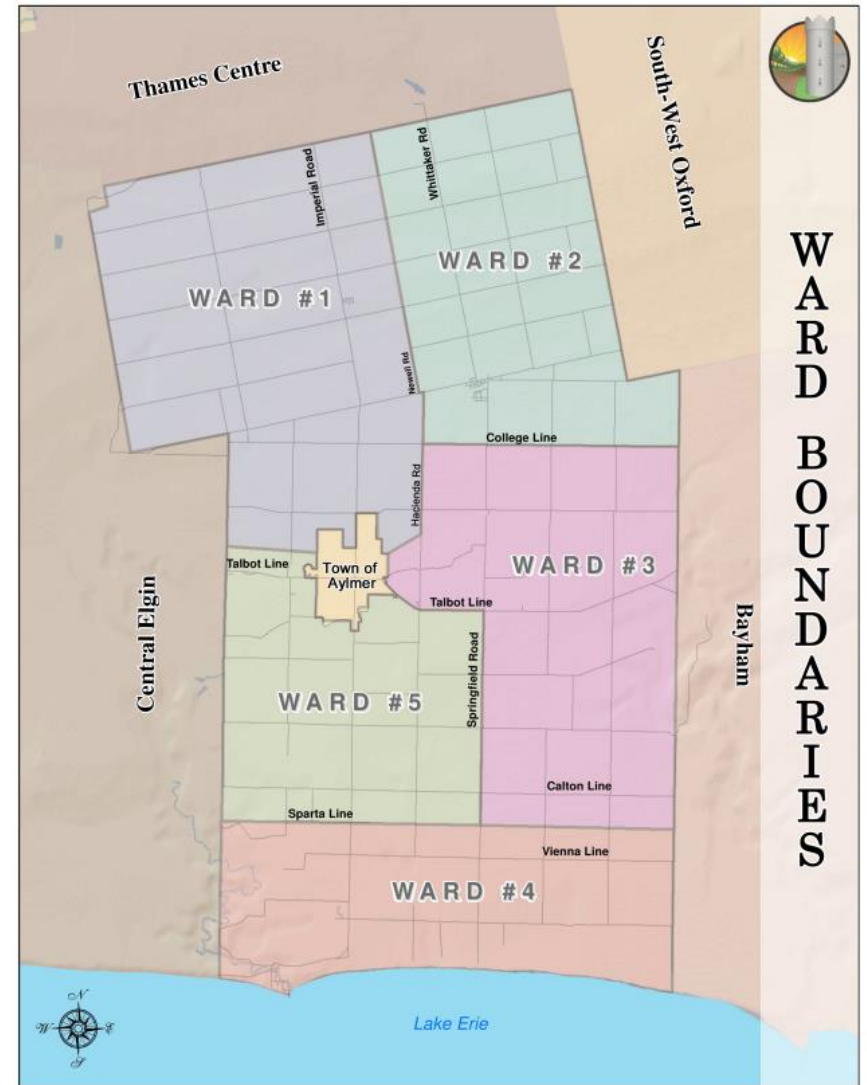 Thames Centre
South-West Oxford
Imperial Road
Whittaker Rd
WARD #2
WARD #1
Newell Rd
College Line
Hacienda Rd
Talbot Line
Town of
Aylmer
WARD #3
Talbot Line
Central Elgin
Bayham
Springfield Road
WARD #5
Calton Line
Sparta Line
Vienna Line
WARD #4
Lake Erie
N
W E
S
WARD BOUNDARIES